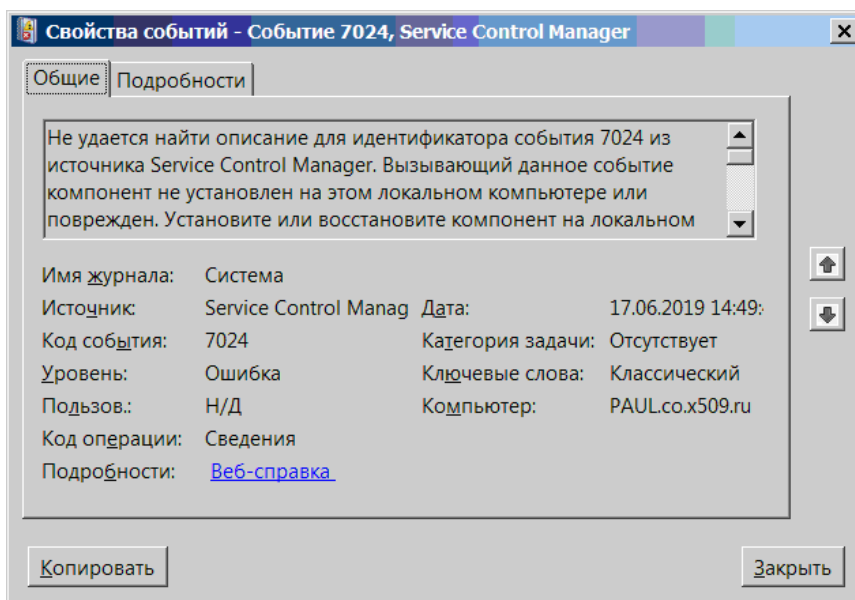 Свойства событий - Событие 7024, Service Control Manager
Общие
Подробности
Не удается найти описание для идентификатора события 7024 из
источника Service Control Manager. Вызывающий данное событие
компонент не установлен на этом локальном компьютере или
поврежден. Установите или восстановите компонент на локальном
Имя журнала: Система
Источник: Service Control Manag Дата: 17.06.2019 14:49:
Код события: 7024 Категория задачи: Отсутствует
Уровень: Ошибка Ключевые слова: Классический
Пользов.: Н/Д Компьютер: PAUL.co.x509.ru
Код операции: Сведения
Подробности: Веб-справка
Копировать
Закрыть